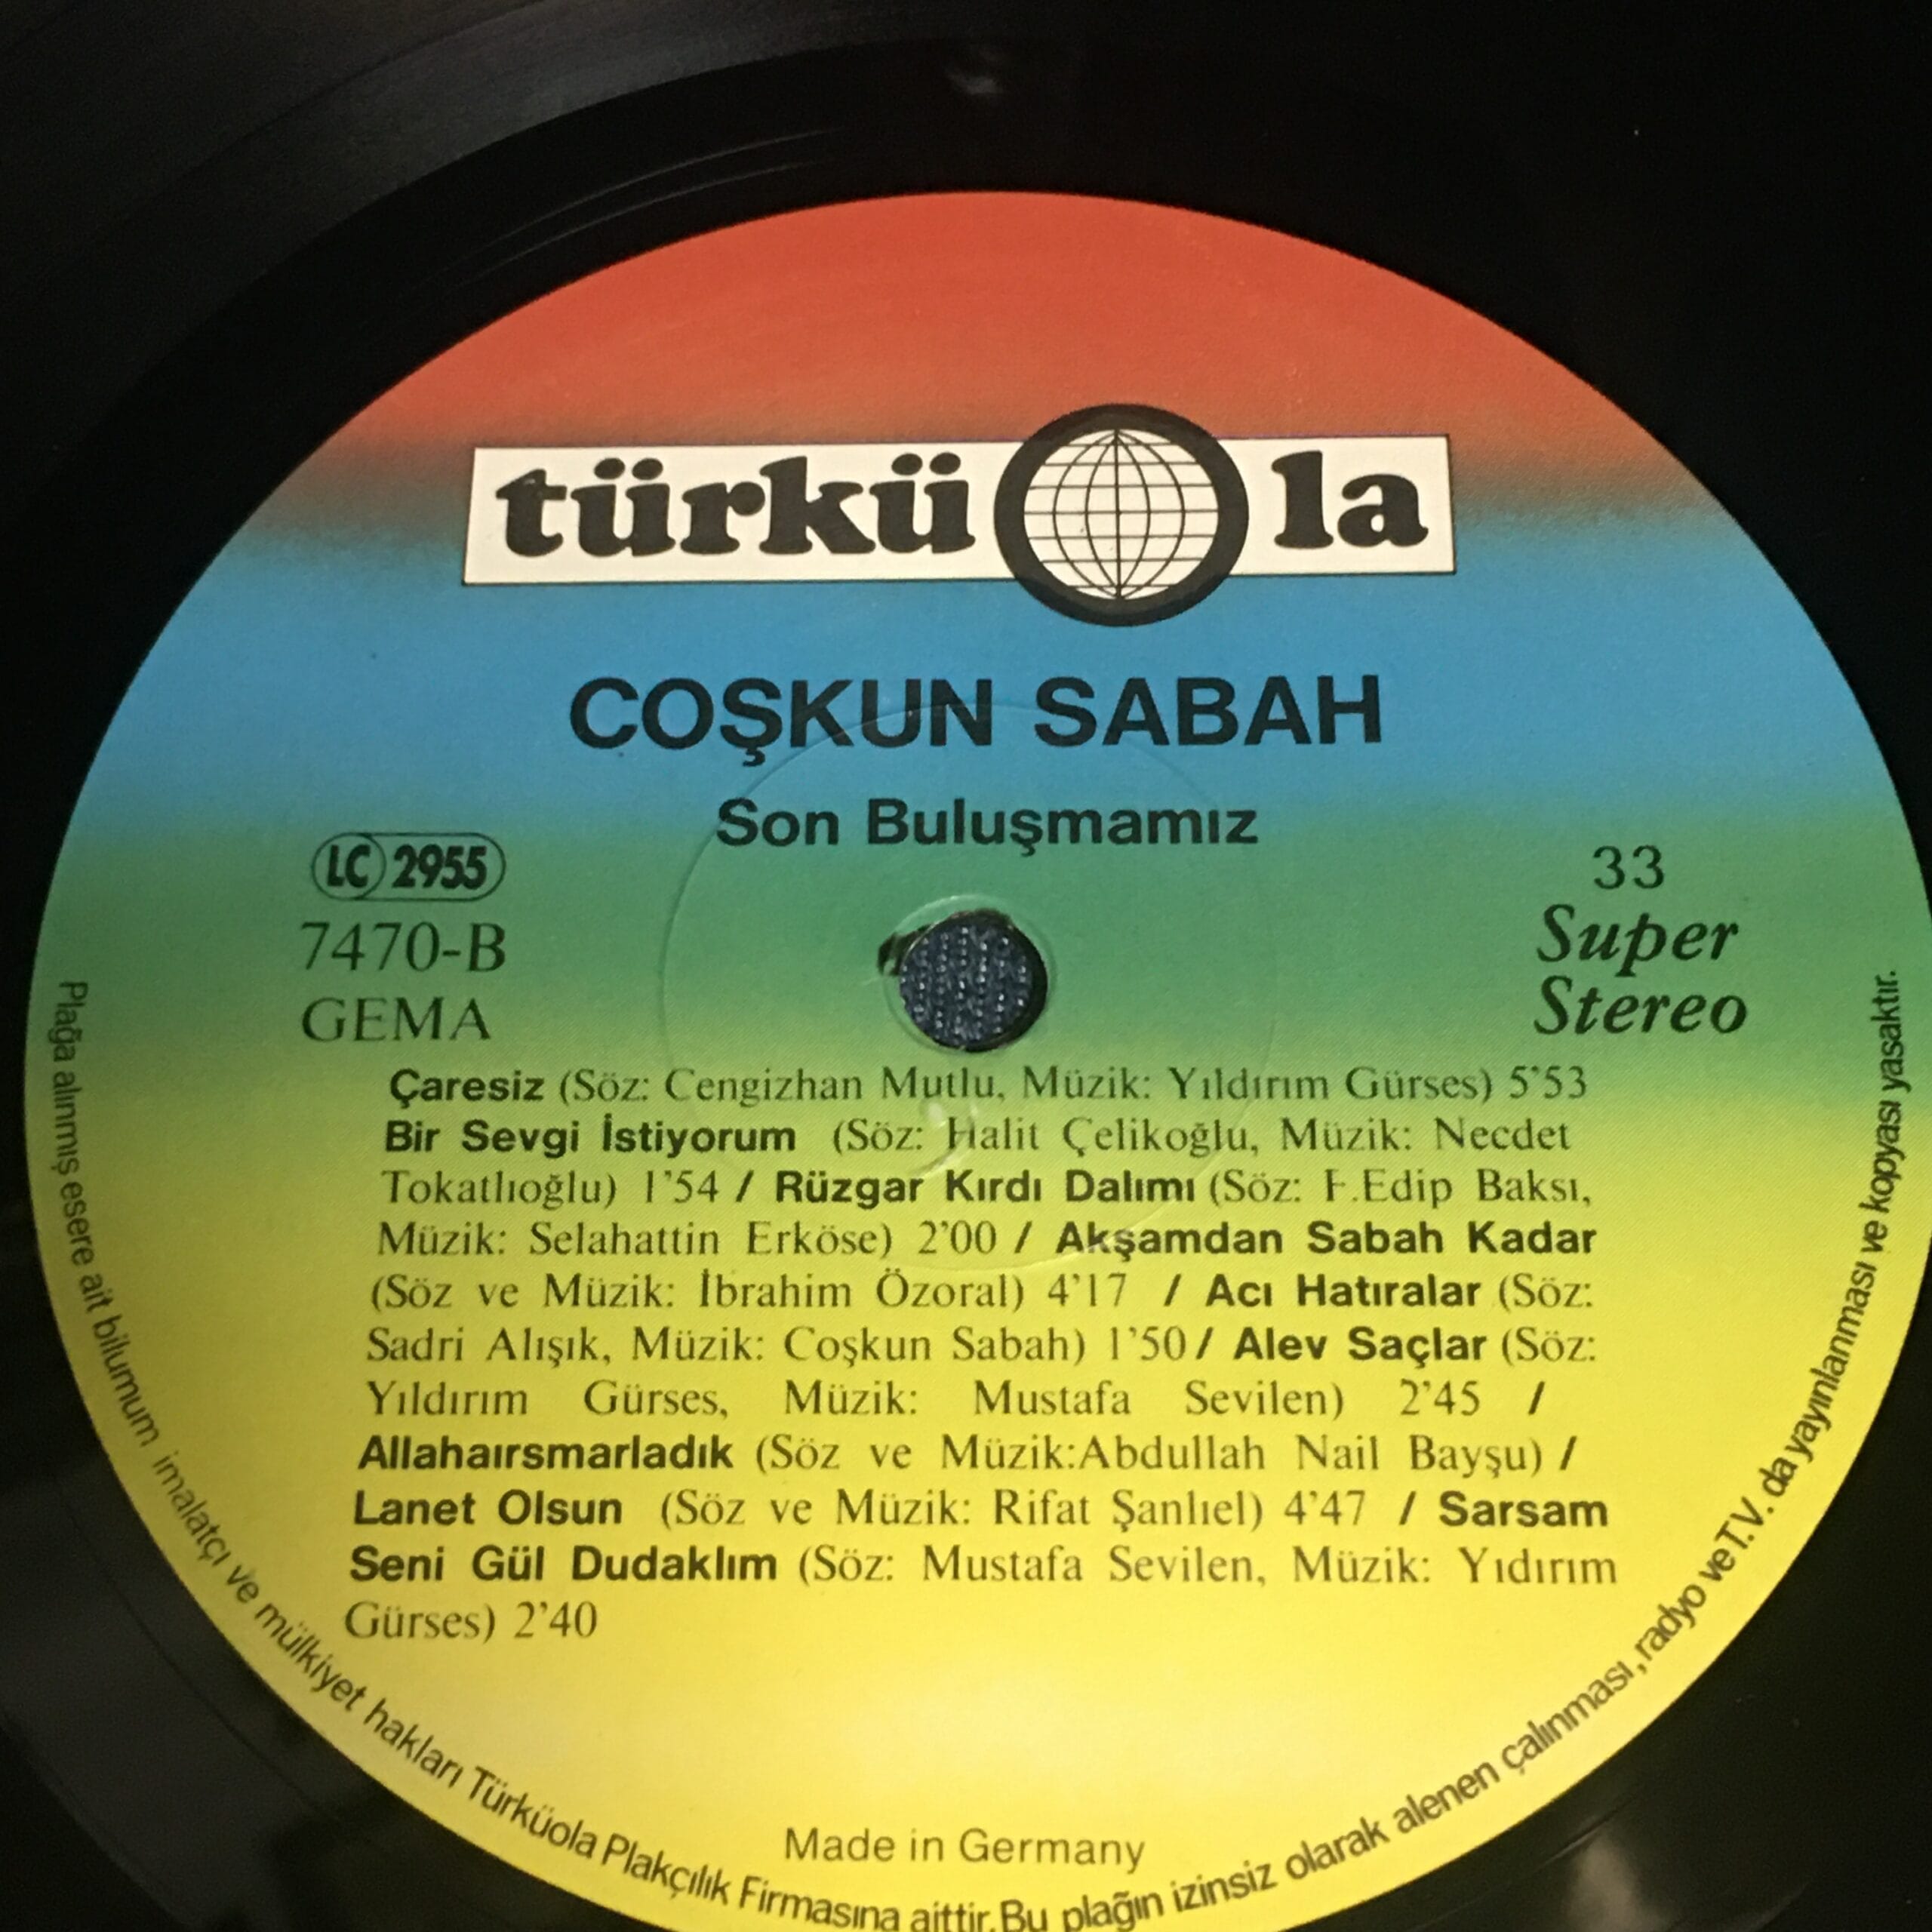 türküola
COŞKUN SABAH
Son Buluşmamız
LC 2955
7470-B
GEMA
33
Super
Stereo
Çaresiz (Söz: Cengizhan Mutlu, Müzik: Yıldırım Gürses) 5'53
Bir Sevgi İstiyorum (Söz: Halit Çelikoğlu, Müzik: Necdet
Tokatlıoğlu) 1'54 / Rüzgar Kırdı Dalımı (Söz: F.Edip Baksı,
Müzik: Selahattin Erköse) 2'00 / Akşamdan Sabah Kadar
(Söz ve Müzik: İbrahim Özoral) 4'17 / Acı Hatıralar (Söz:
Sadri Alışık, Müzik: Coşkun Sabah) 1'50 / Alev Saçlar (Söz:
Yıldırım Gürses, Müzik: Mustafa Sevilen) 2'45 /
Allahaırsmarladık (Söz ve Müzik:Abdullah Nail Bayşu) /
Lanet Olsun (Söz ve Müzik: Rifat Şanlıel) 4'47 / Sarsam
Seni Gül Dudaklım (Söz: Mustafa Sevilen, Müzik: Yıdırım
Gürses) 2'40
Made in Germany
Plağa alınmış esere ait bilumum imalatçı ve mülkiyet hakları Türküola Plakçılık Firmasına aittir.Bu plağın izinsiz olarak alenen çalınması,radyo ve T.V. da yayınlanması ve kopyası yasaktır.